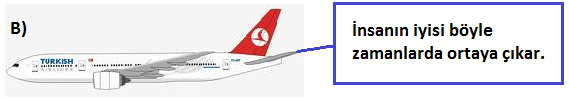 B)
İnsanın iyisi böyle
zamanlarda ortaya çıkar.
TURKISH
AIRLINES